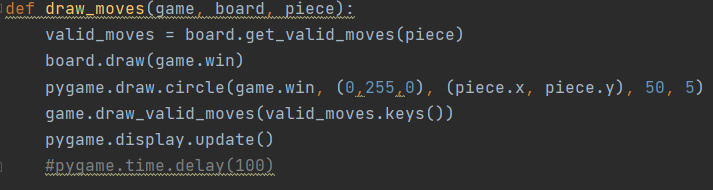 def draw_moves(game, board, piece):
    valid_moves = board.get_valid_moves(piece)
    board.draw(game.win)
    pygame.draw.circle(game.win, (0,255,0), (piece.x, piece.y), 50, 5)
    game.draw_valid_moves(valid_moves.keys())
    pygame.display.update()
    #pygame.time.delay(100)